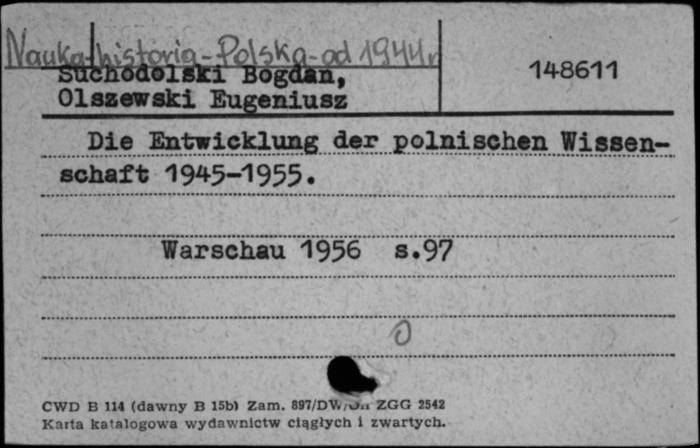 Nauka-historia-Polska-od 1944r
Suchodolski Bogdan,
Olszewski Eugeniusz
148611
Die Entwicklung der polnischen Wissen-
schaft 1945-1955.
Warschau 1956 s.97
CWD B 114 (dawny B 15b) Zam. 897/DW/ ZGG 2542
Karta katalogowa wydawnictw ciągłych i zwartych.